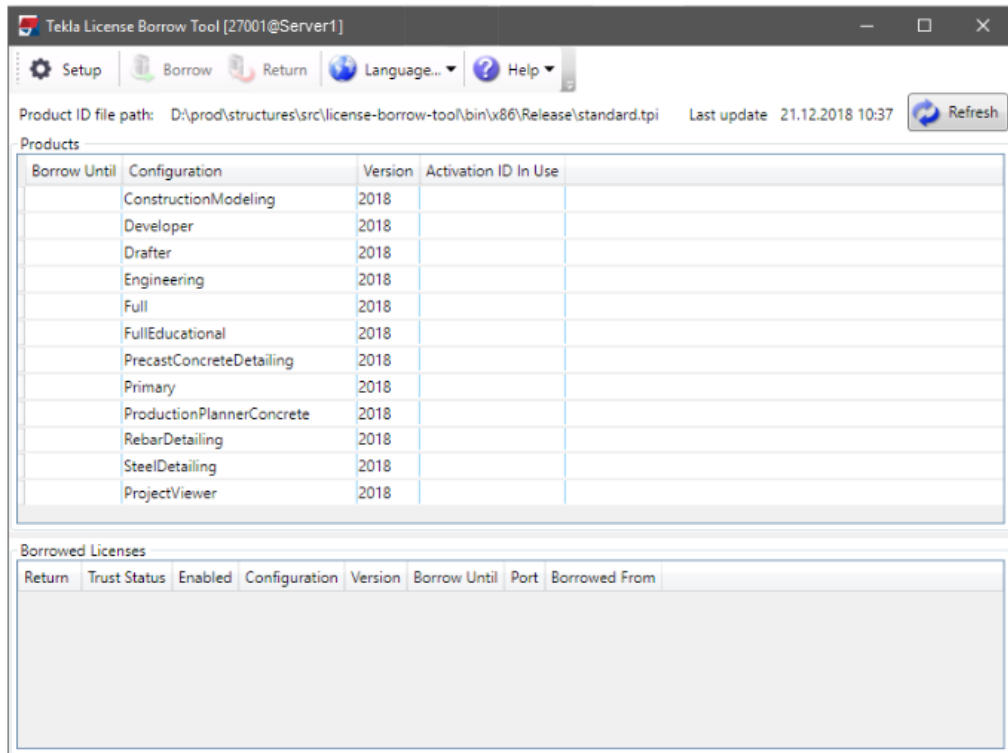 Tekla License Borrow Tool [27001@Server1]
Setup Borrow Return Language... Help
Product ID file path: D:\prod\structures\src\license-borrow-tool\bin\x86\Release\standard.tpi Last update 21.12.2018 10:37 Refresh
Products
Borrow Until Configuration Version Activation ID In Use
ConstructionModeling 2018
Developer 2018
Drafter 2018
Engineering 2018
Full 2018
FullEducational 2018
PrecastConcreteDetailing 2018
Primary 2018
ProductionPlannerConcrete 2018
RebarDetailing 2018
SteelDetailing 2018
ProjectViewer 2018
Borrowed Licenses
Return Trust Status Enabled Configuration Version Borrow Until Port Borrowed From